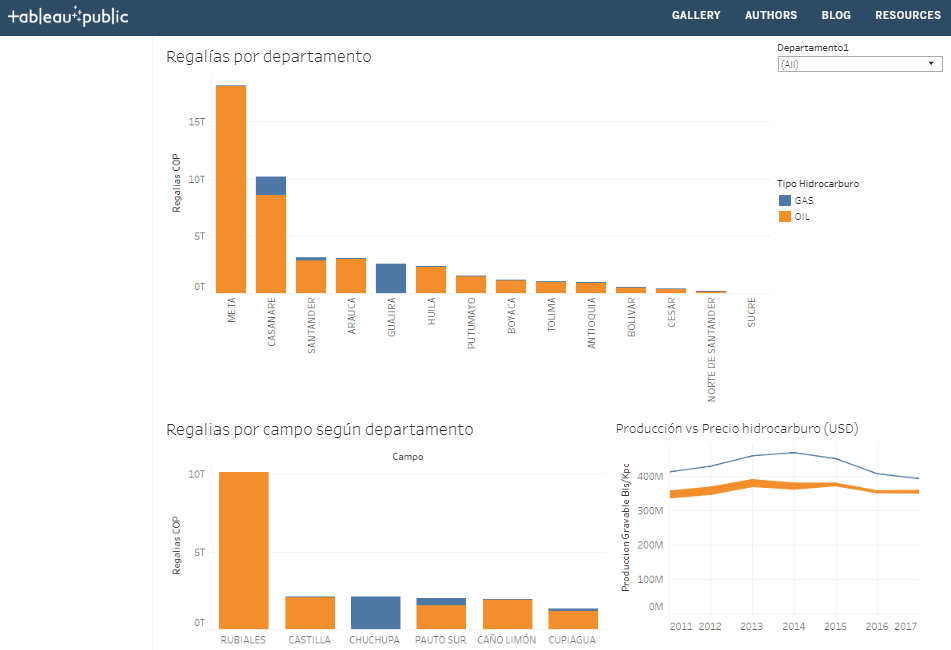 +ableau+public
GALLERY AUTHORS BLOG RESOURCES
Regalías por departamento
Departamento1
(All)
Regalias COP
15T
10T
5T
0T
META
CASANARE
SANTANDER
ARAUCA
GUAJIRA
HUILA
PUTUMAYO
BOYACA
TOLIMA
ANTIOQUIA
BOLIVAR
CESAR
NORTE DE SANTANDER
SUCRE
Tipo Hidrocarburo
GAS
OIL
Regalias por campo según departamento
Campo
Regalias COP
10T
5T
0T
RUBIALES CASTILLA CHUCHUPA PAUTO SUR CAÑO LIMÓN CUPIAGUA
Producción vs Precio hidrocarburo (USD)
Produccion Gravable Bls/Kpc
400M
300M
200M
100M
0M
2011 2012 2013 2014 2015 2016 2017